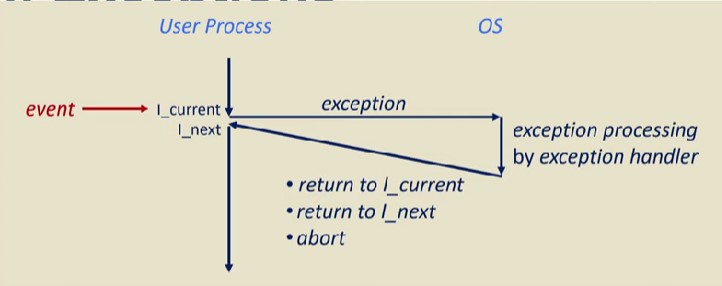 User Process OS
event I_current exception
I_next
exception processing
by exception handler
• return to I_current
• return to I_next
• abort